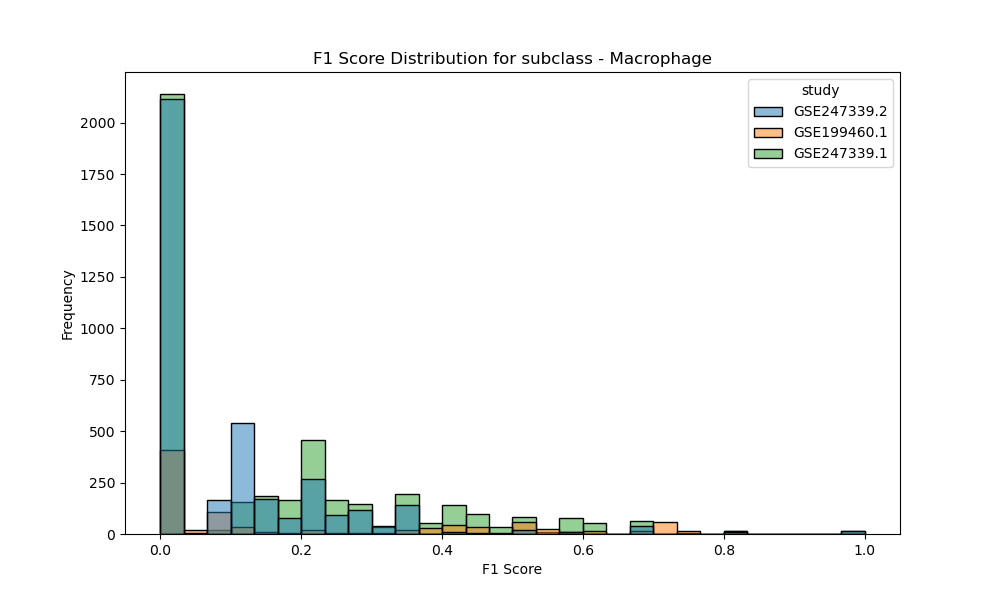 F1 Score Distribution for subclass - Macrophage
study
GSE247339.2
GSE199460.1
GSE247339.1
Frequency
2000
1750
1500
1250
1000
750
500
250
0
0.0 0.2 0.4 0.6 0.8 1.0
F1 Score